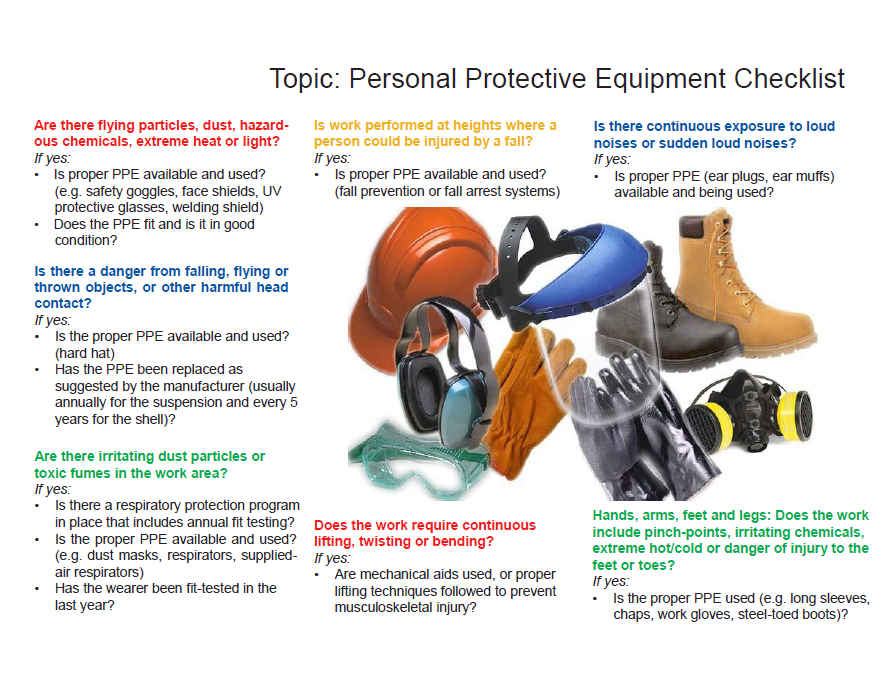 Topic: Personal Protective Equipment Checklist
Are there flying particles, dust, hazard-
ous chemicals, extreme heat or light?
If yes:
• Is proper PPE available and used?
(e.g. safety goggles, face shields, UV
protective glasses, welding shield)
• Does the PPE fit and is it in good
condition?
Is there a danger from falling, flying or
thrown objects, or other harmful head
contact?
If yes:
• Is the proper PPE available and used?
(hard hat)
• Has the PPE been replaced as
suggested by the manufacturer (usually
annually for the suspension and every 5
years for the shell)?
Are there irritating dust particles or
toxic fumes in the work area?
If yes:
• Is there a respiratory protection program
in place that includes annual fit testing?
• Is the proper PPE available and used?
(e.g. dust masks, respirators, supplied-
air respirators)
• Has the wearer been fit-tested in the
last year?
Is work performed at heights where a
person could be injured by a fall?
If yes:
• Is proper PPE available and used?
(fall prevention or fall arrest systems)
Does the work require continuous
lifting, twisting or bending?
If yes:
• Are mechanical aids used, or proper
lifting techniques followed to prevent
musculoskeletal injury?
Is there continuous exposure to loud
noises or sudden loud noises?
If yes:
• Is proper PPE (ear plugs, ear muffs)
available and being used?
Hands, arms, feet and legs: Does the work
include pinch-points, irritating chemicals,
extreme hot/cold or danger of injury to the
feet or toes?
If yes:
• Is the proper PPE used (e.g. long sleeves,
chaps, work gloves, steel-toed boots)?